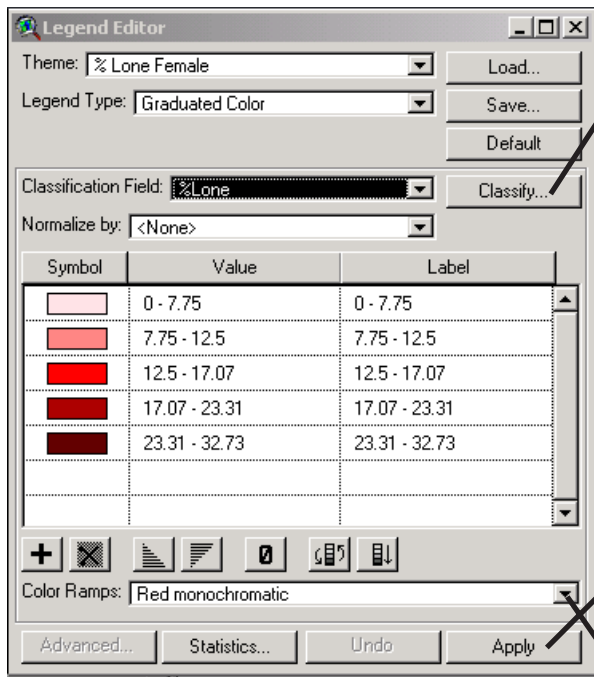 Legend Editor
Theme: % Lone Female Load...
Legend Type: Graduated Color Save...
Default
Classification Field: %Lone Classify...
Normalize by: <None>
Symbol Value Label
0 - 7.75 0 - 7.75
7.75 - 12.5 7.75 - 12.5
12.5 - 17.07 12.5 - 17.07
17.07 - 23.31 17.07 - 23.31
23.31 - 32.73 23.31 - 32.73
0
Color Ramps: Red monochromatic
Advanced... Statistics... Undo Apply